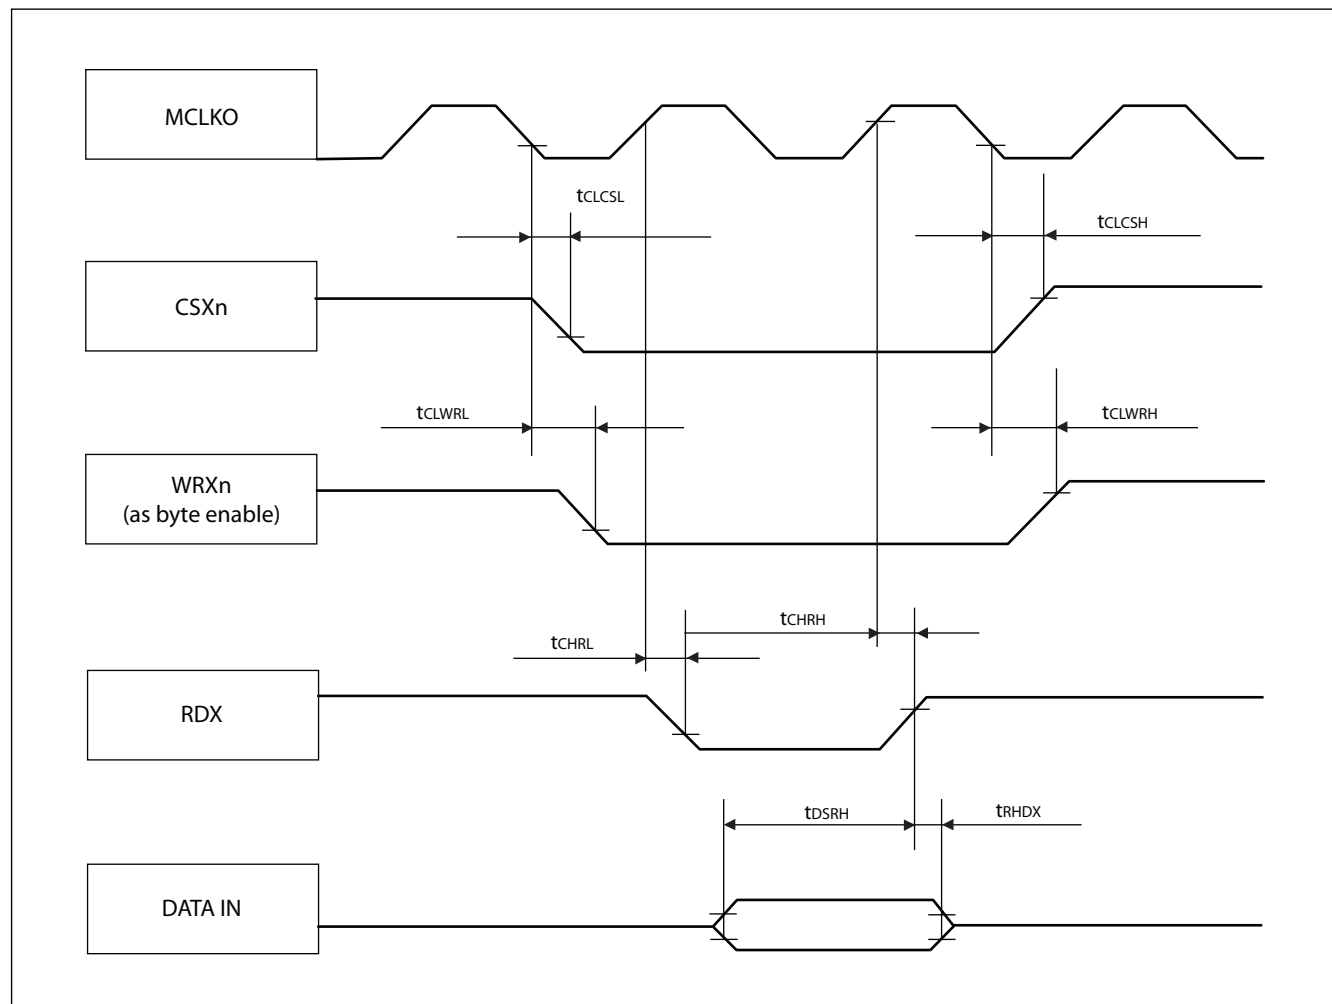 MCLKO
tCLCSL
tCLCSH
CSXn
tCLWRL
tCLWRH
WRXn
(as byte enable)
tCHRH
tCHRL
RDX
tDSRH
tRHDX
DATA IN